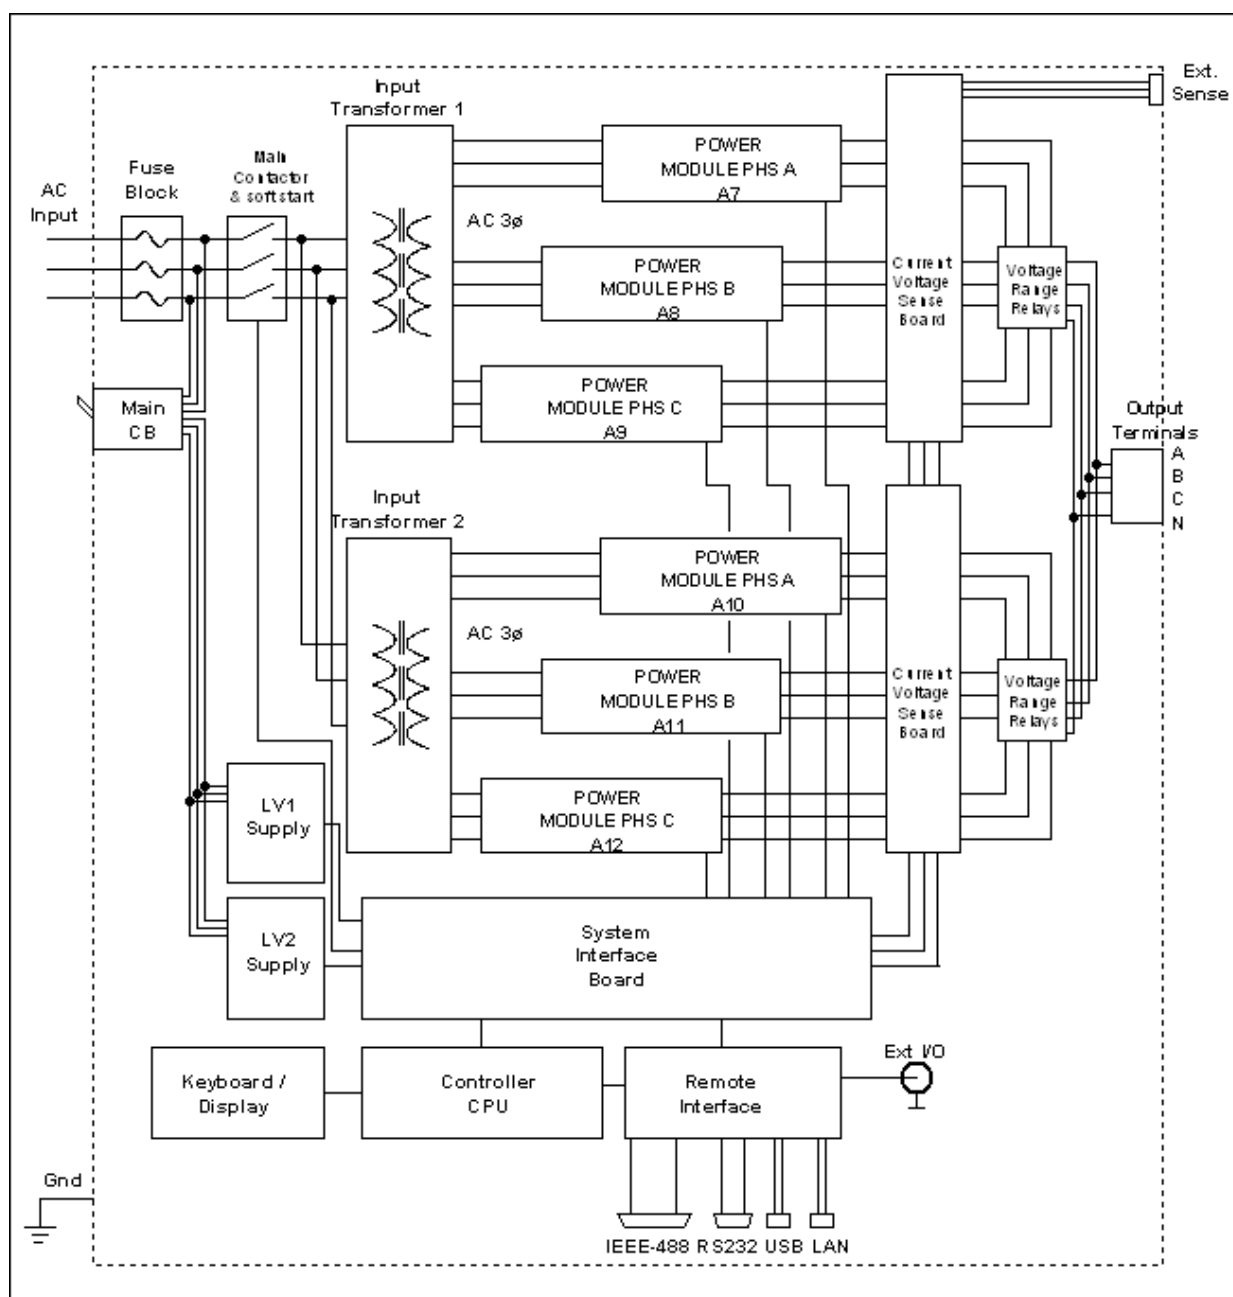 Input
Transformer 1
Ext.
Sense
Fuse
Block
Main
Contactor
& softstart
AC
Input
POWER
MODULE PHS A
A7
AC 3ø
POWER
MODULE PHS B
A8
Current
Voltage
Sense
Board
Voltage
Range
Relays
POWER
MODULE PHS C
A9
Main
CB
Output
Terminals
A
B
C
N
Input
Transformer 2
POWER
MODULE PHS A
A10
AC 3ø
POWER
MODULE PHS B
A11
Current
Voltage
Sense
Board
Voltage
Range
Relays
POWER
MODULE PHS C
A12
LV1
Supply
LV2
Supply
System
Interface
Board
Keyboard /
Display
Controller
CPU
Remote
Interface
Ext I/O
Gnd
IEEE-488 RS232 USB LAN